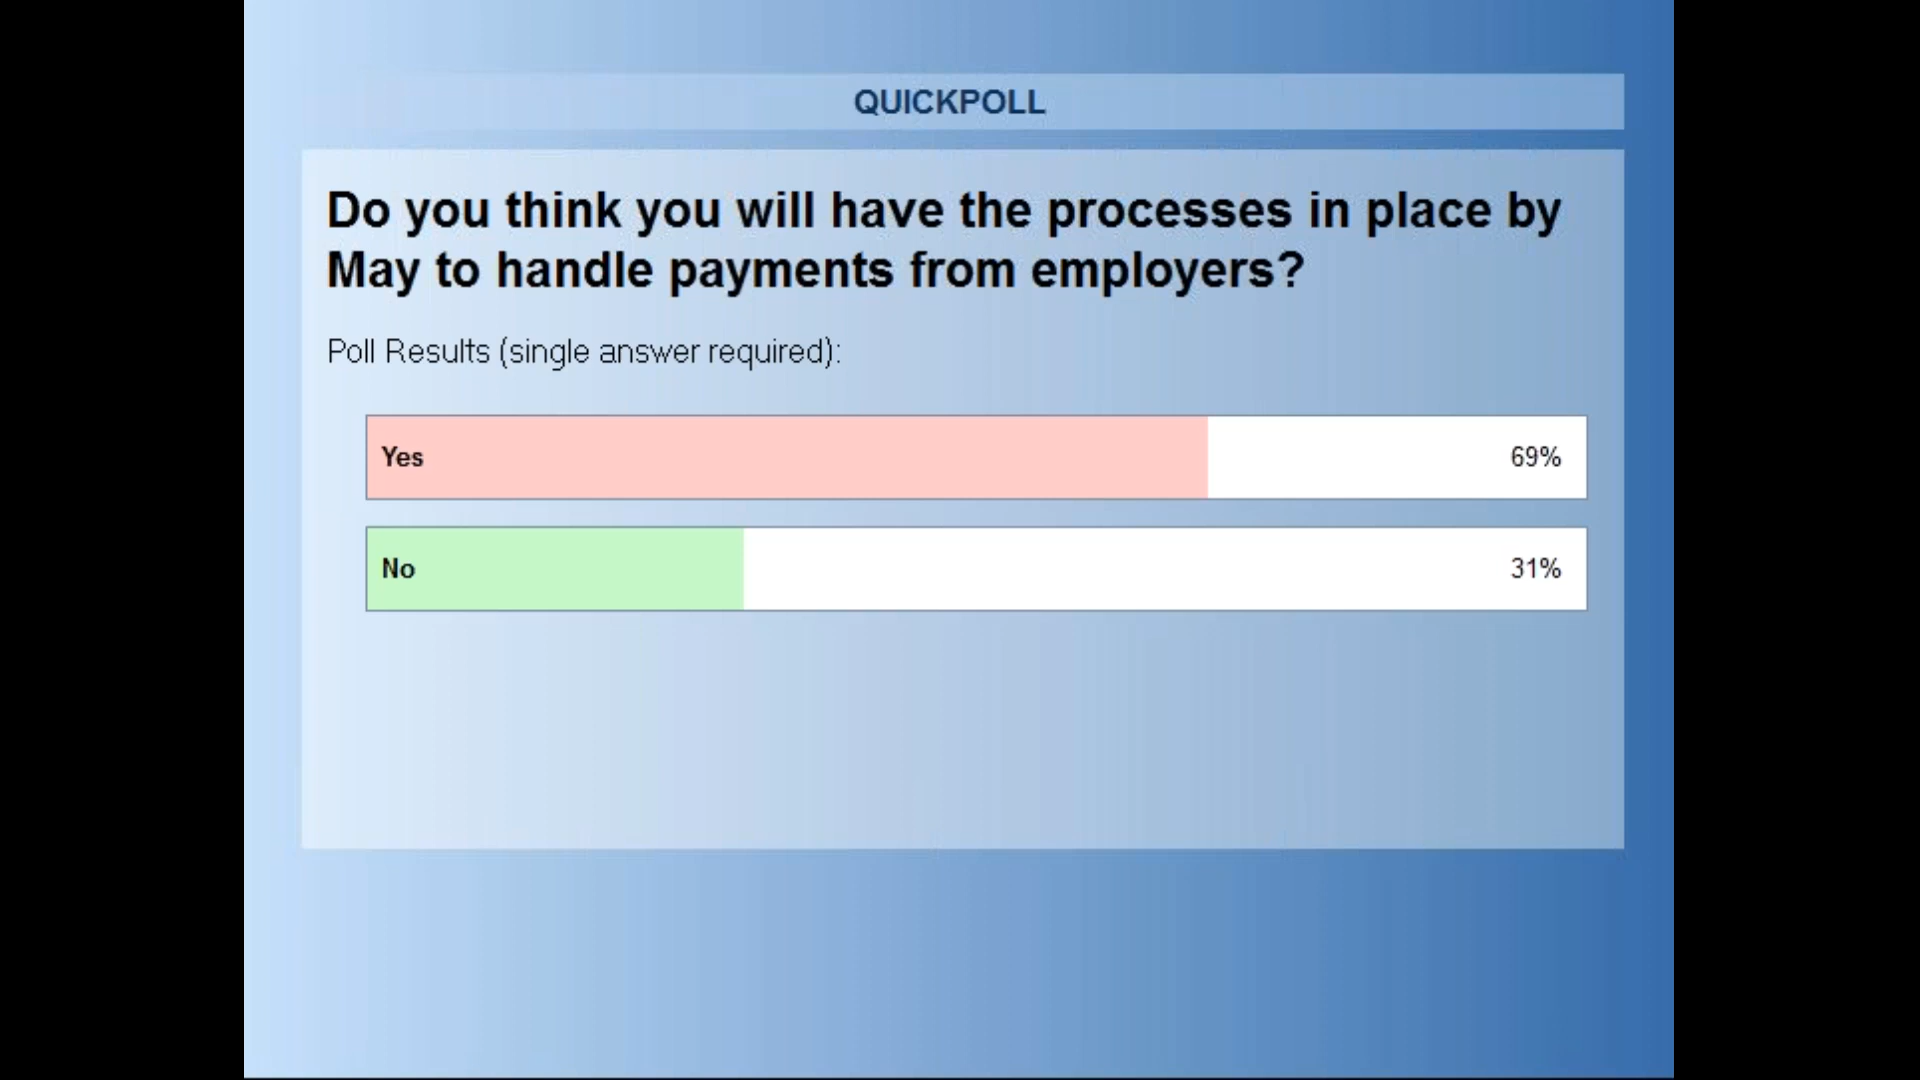 QUICKPOLL
Do you think you will have the processes in place by
May to handle payments from employers?
Poll Results (single answer required):
Yes 69%
No 31%